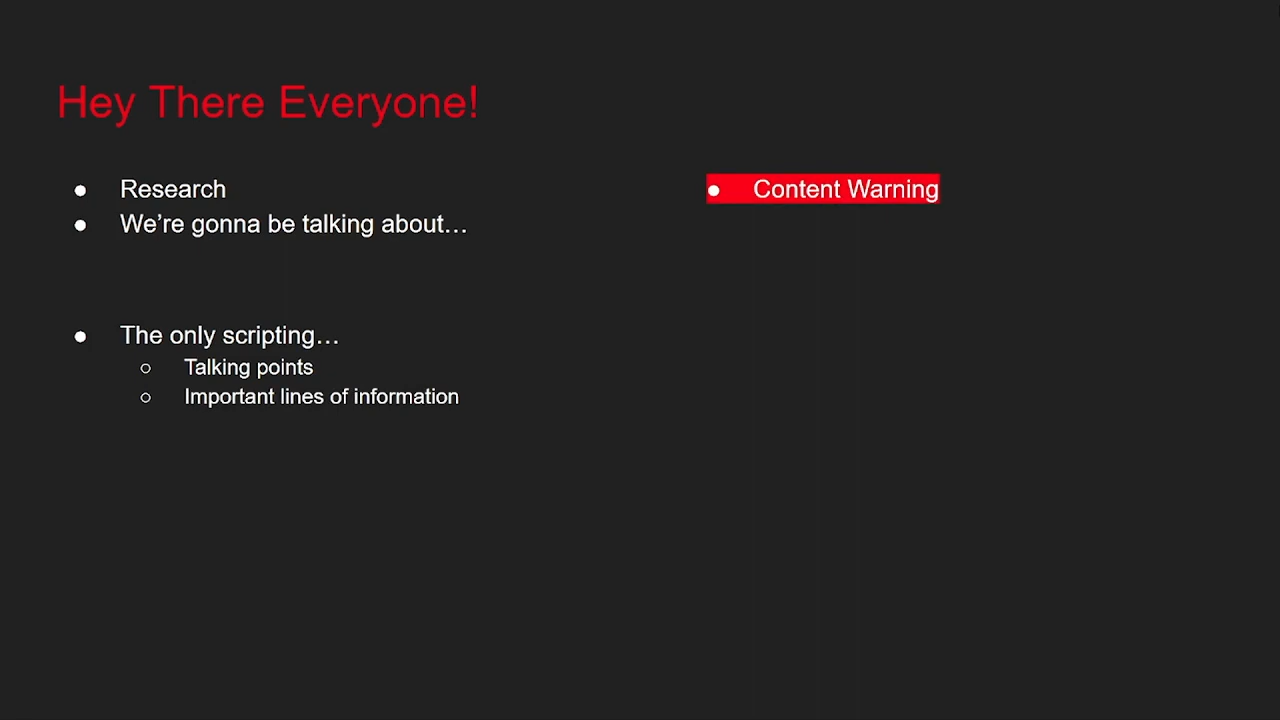 Hey There Everyone!
● Research
● We’re gonna be talking about…
● The only scripting…
○ Talking points
○ Important lines of information
● Content Warning